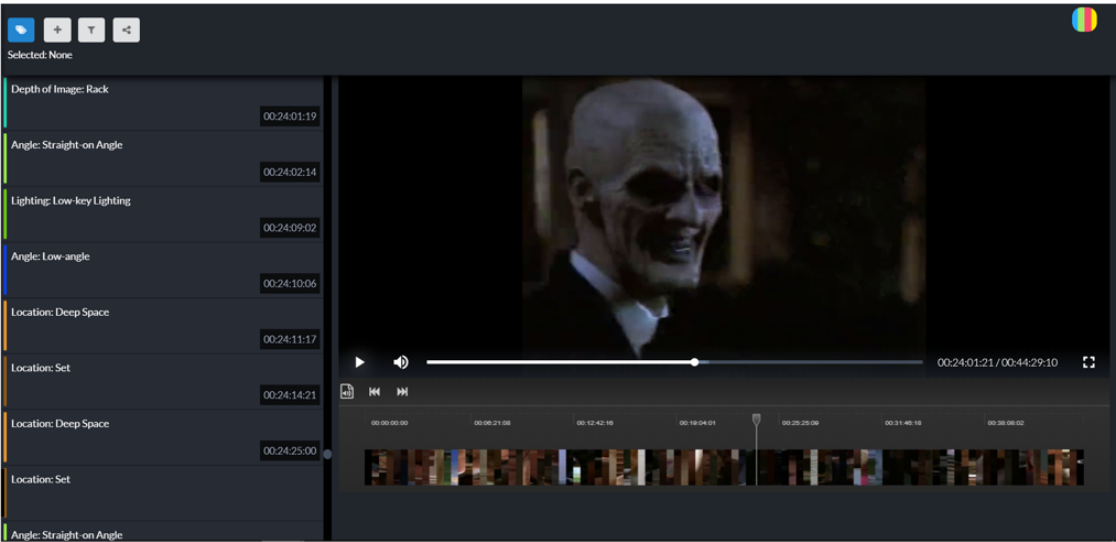 Selected: None
Depth of Image: Rack
00:24:01:19
Angle: Straight-on Angle
00:24:02:14
Lighting: Low-key Lighting
00:24:09:02
Angle: Low-angle
00:24:10:06
Location: Deep Space
00:24:11:17
Location: Set
00:24:14:21
Location: Deep Space
00:24:25:00
Location: Set
Angle: Straight-on Angle
00:24:01:21 / 00:44:29:10
00:00:00:00 00:06:21:08 00:12:42:16 00:19:04:01 00:25:25:09 00:31:46:18 00:38:08:02